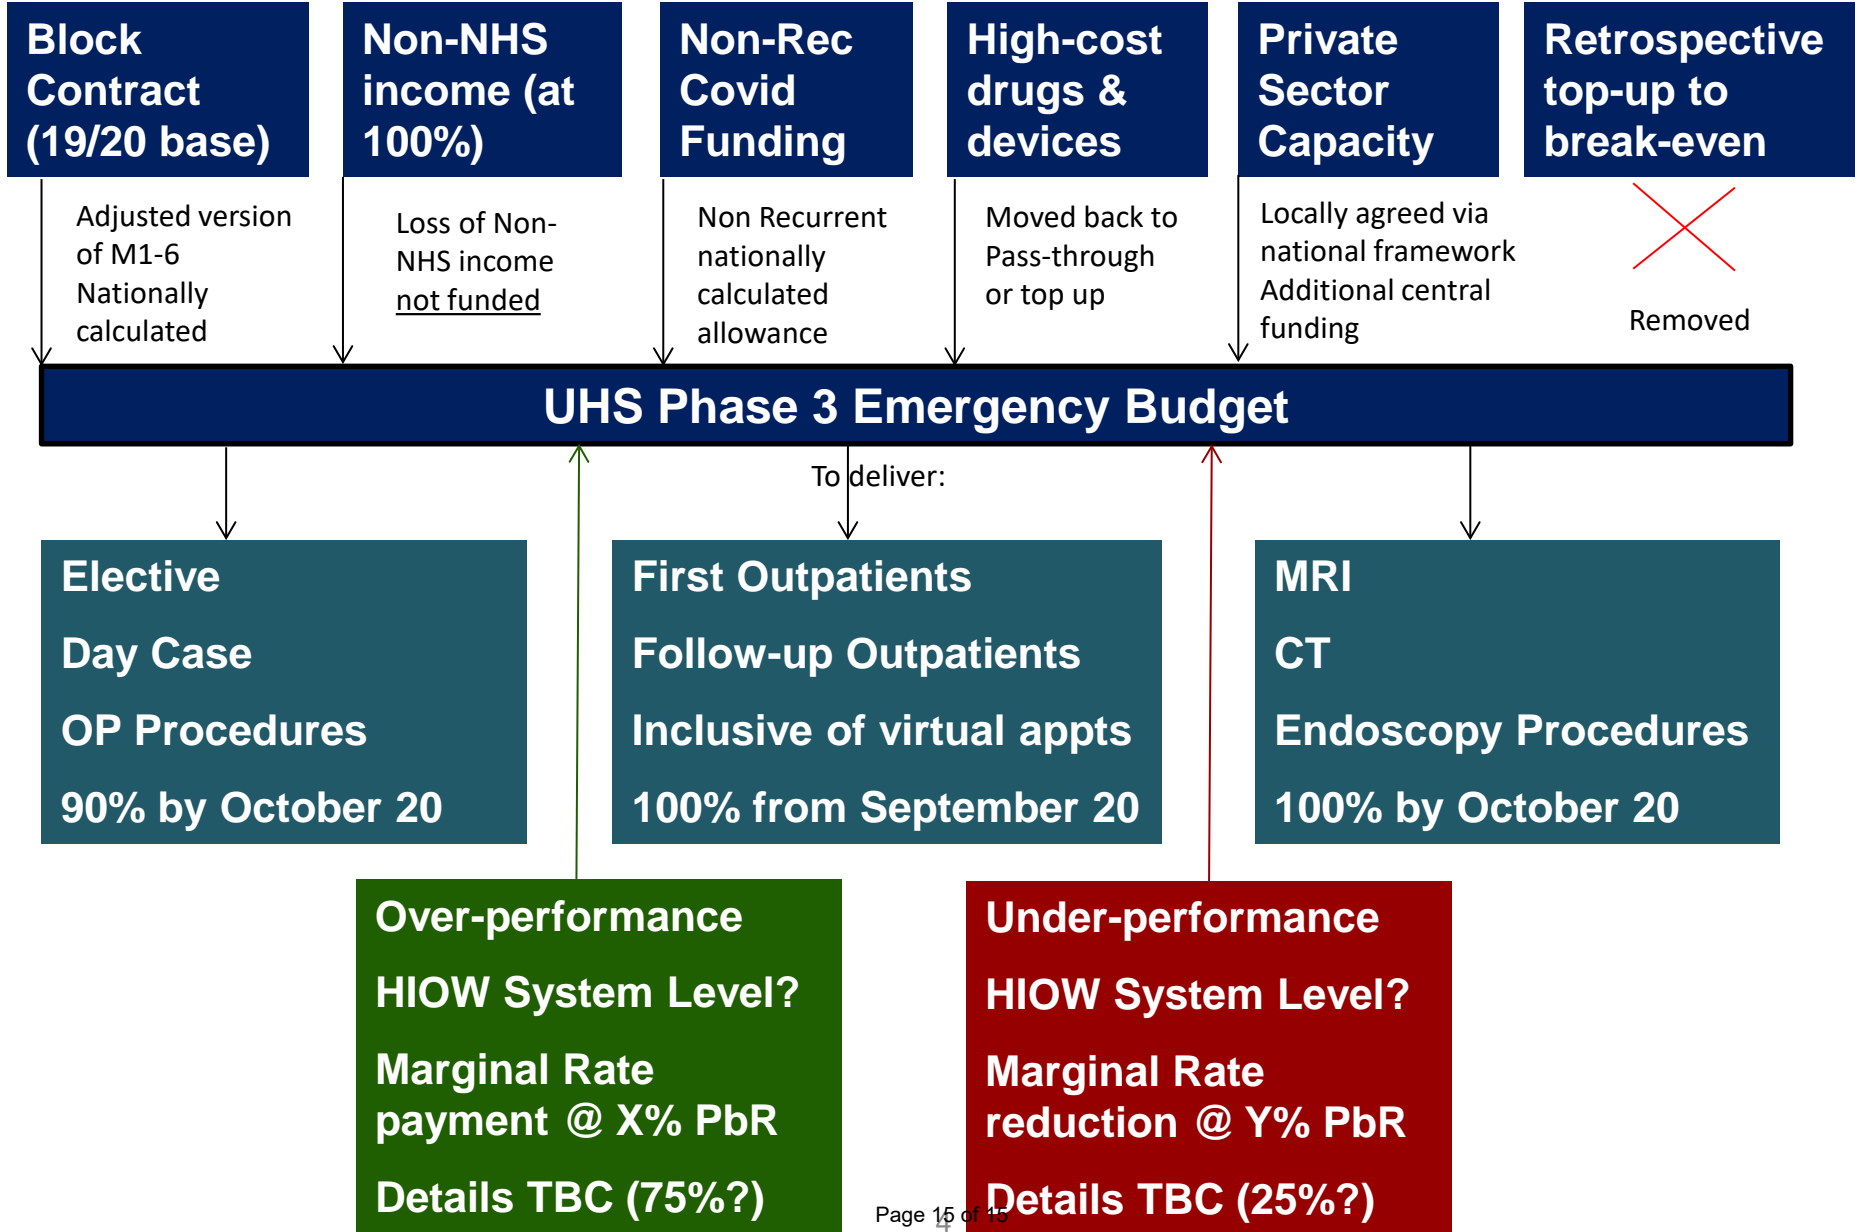 Block
Contract
(19/20 base)
Non-NHS
income (at
100%)
Non-Rec
Covid
Funding
High-cost
drugs &
devices
Private
Sector
Capacity
Retrospective
top-up to
break-even
Adjusted version
of M1-6
Nationally
calculated
Loss of Non-
NHS income
not funded
Non Recurrent
nationally
calculated
allowance
Moved back to
Pass-through
or top up
Locally agreed via
national framework
Additional central
funding
Removed
UHS Phase 3 Emergency Budget
To deliver:
Elective
Day Case
OP Procedures
90% by October 20
First Outpatients
Follow-up Outpatients
Inclusive of virtual appts
100% from September 20
MRI
CT
Endoscopy Procedures
100% by October 20
Over-performance
HIOW System Level?
Marginal Rate
payment @ X% PbR
Details TBC (75%?)
Under-performance
HIOW System Level?
Marginal Rate
reduction @ Y% PbR
Details TBC (25%?)
Page 15 of 15
4